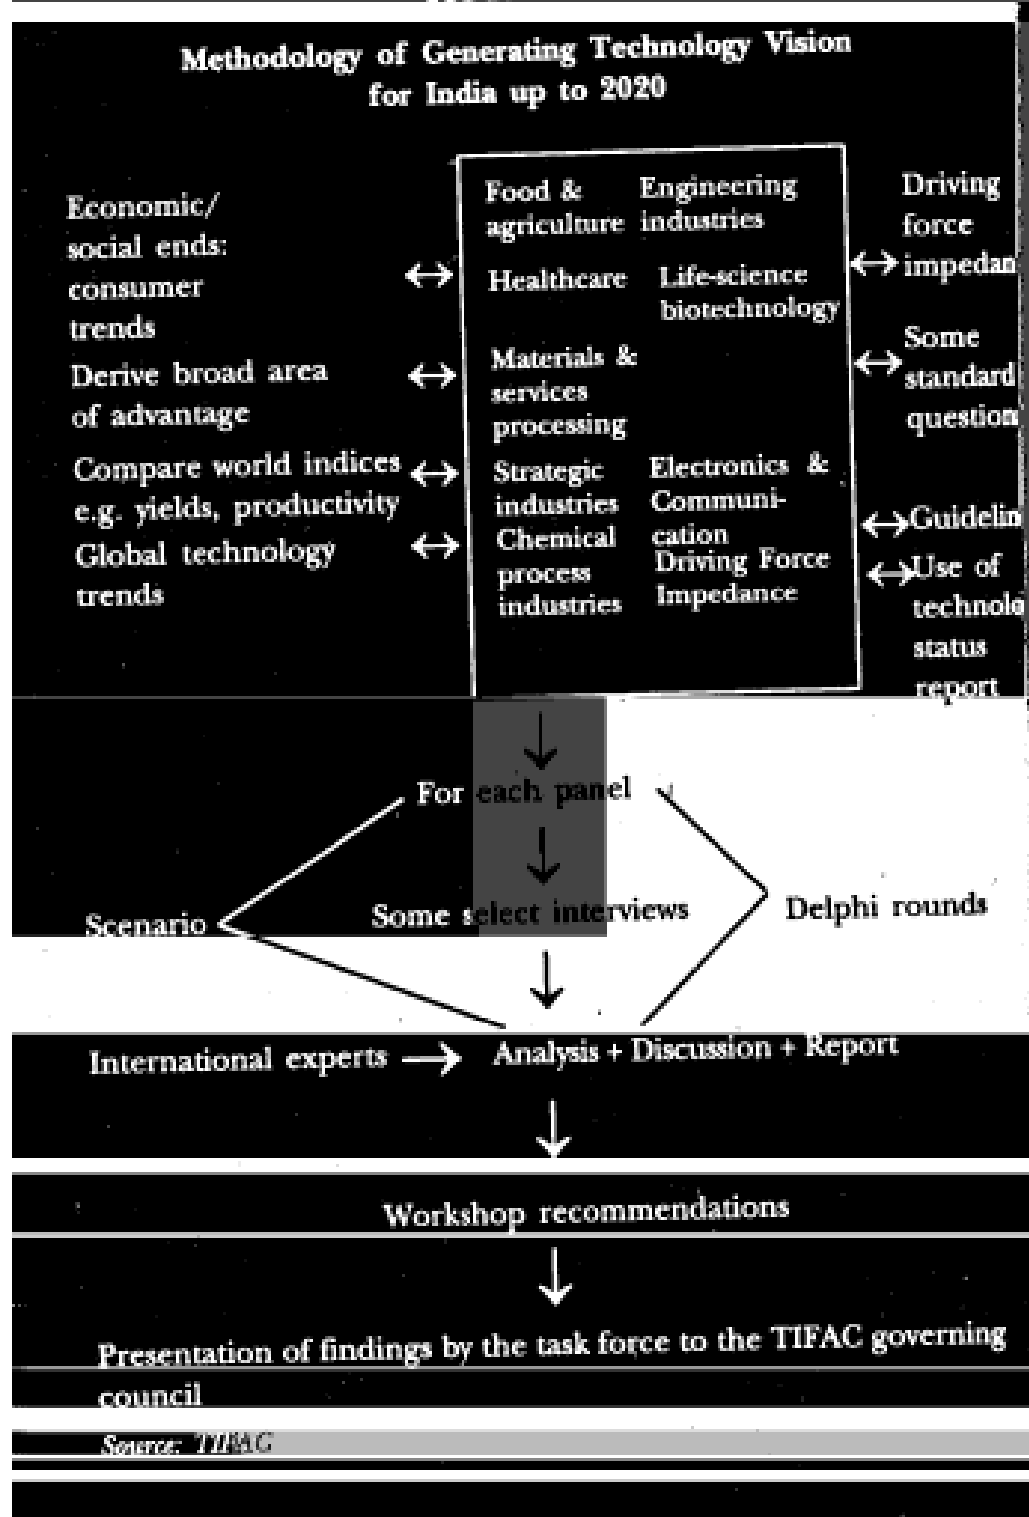 Methodology of Generating Technology Vision
for India up to 2020
Economic/
social ends:
consumer
trends
Derive broad area
of advantage
Compare world indices
e.g. yields, productivity
Global technology
trends
Food & Engineering
agriculture industries
Healthcare Life-science
biotechnology
Materials &
services
processing
Strategic Electronics &
industries Communi-
Chemical cation
process Driving Force
industries Impedance
Driving
force
impedan
Some
standard
question
Guidelin
Use of
technolo
status
report
For each panel
Scenario Some select interviews Delphi rounds
International experts Analysis + Discussion + Report
Workshop recommendations
Presentation of findings by the task force to the TIFAC governing
council
Source: TIFAC